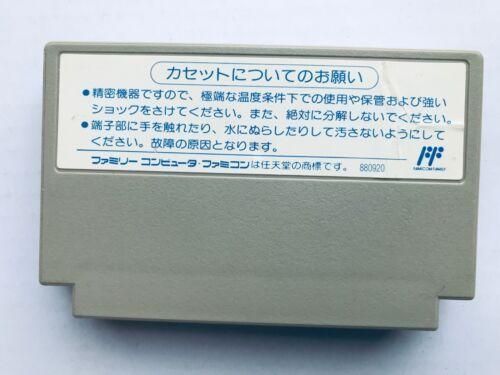 カセットについてのお願い
●精密機器ですので、極端な温度条件下での使用や保管および強い
ショックをさけてください。また、絶対に分解しないでください。
●端子部に手を触れたり、水にぬらしたりして汚さないようにして
ください。故障の原因となります。
ファミリーコンピュータ・ファミコンは任天堂の商標です。 880920
FF
FAMICOM FAMILY